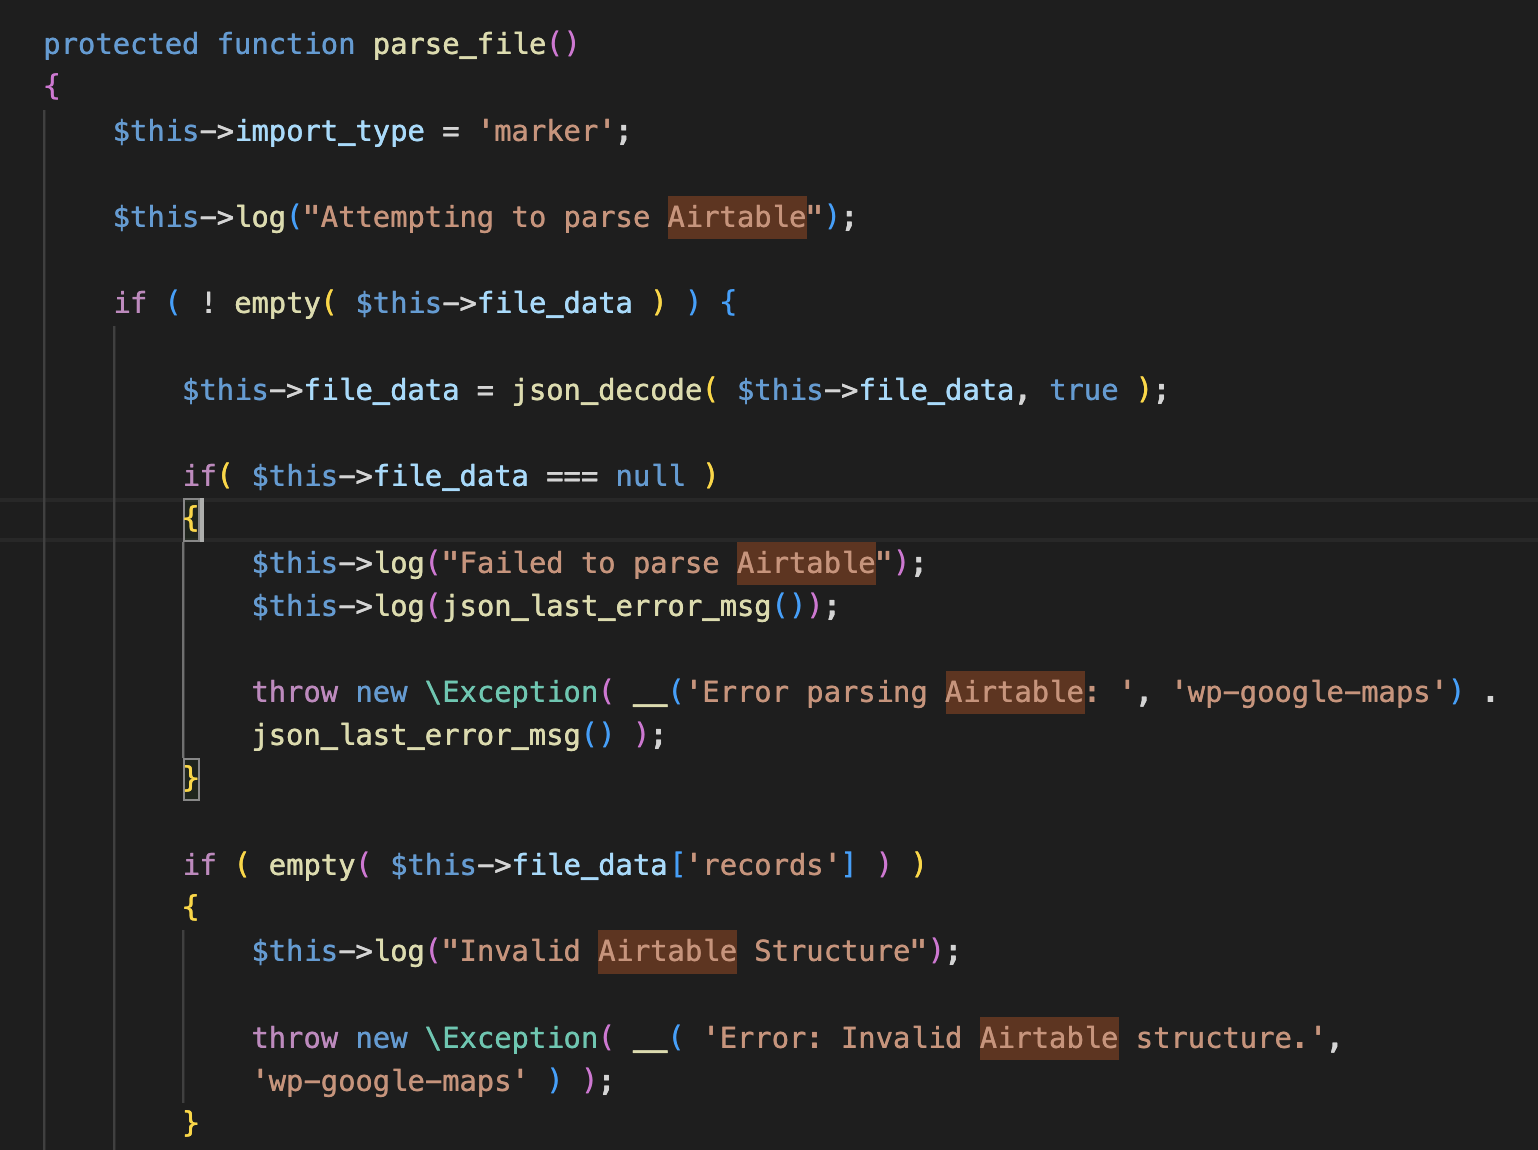 protected function parse_file()
{
$this->import_type = 'marker';
$this->log("Attempting to parse Airtable");
if ( ! empty( $this->file_data ) ) {
$this->file_data = json_decode( $this->file_data, true );
if( $this->file_data === null )
{
$this->log("Failed to parse Airtable");
$this->log(json_last_error_msg());
throw new \Exception( __('Error parsing Airtable: ', 'wp-google-maps') .
json_last_error_msg() );
}
if ( empty( $this->file_data['records'] ) )
{
$this->log("Invalid Airtable Structure");
throw new \Exception( __( 'Error: Invalid Airtable structure.',
'wp-google-maps' ) );
}